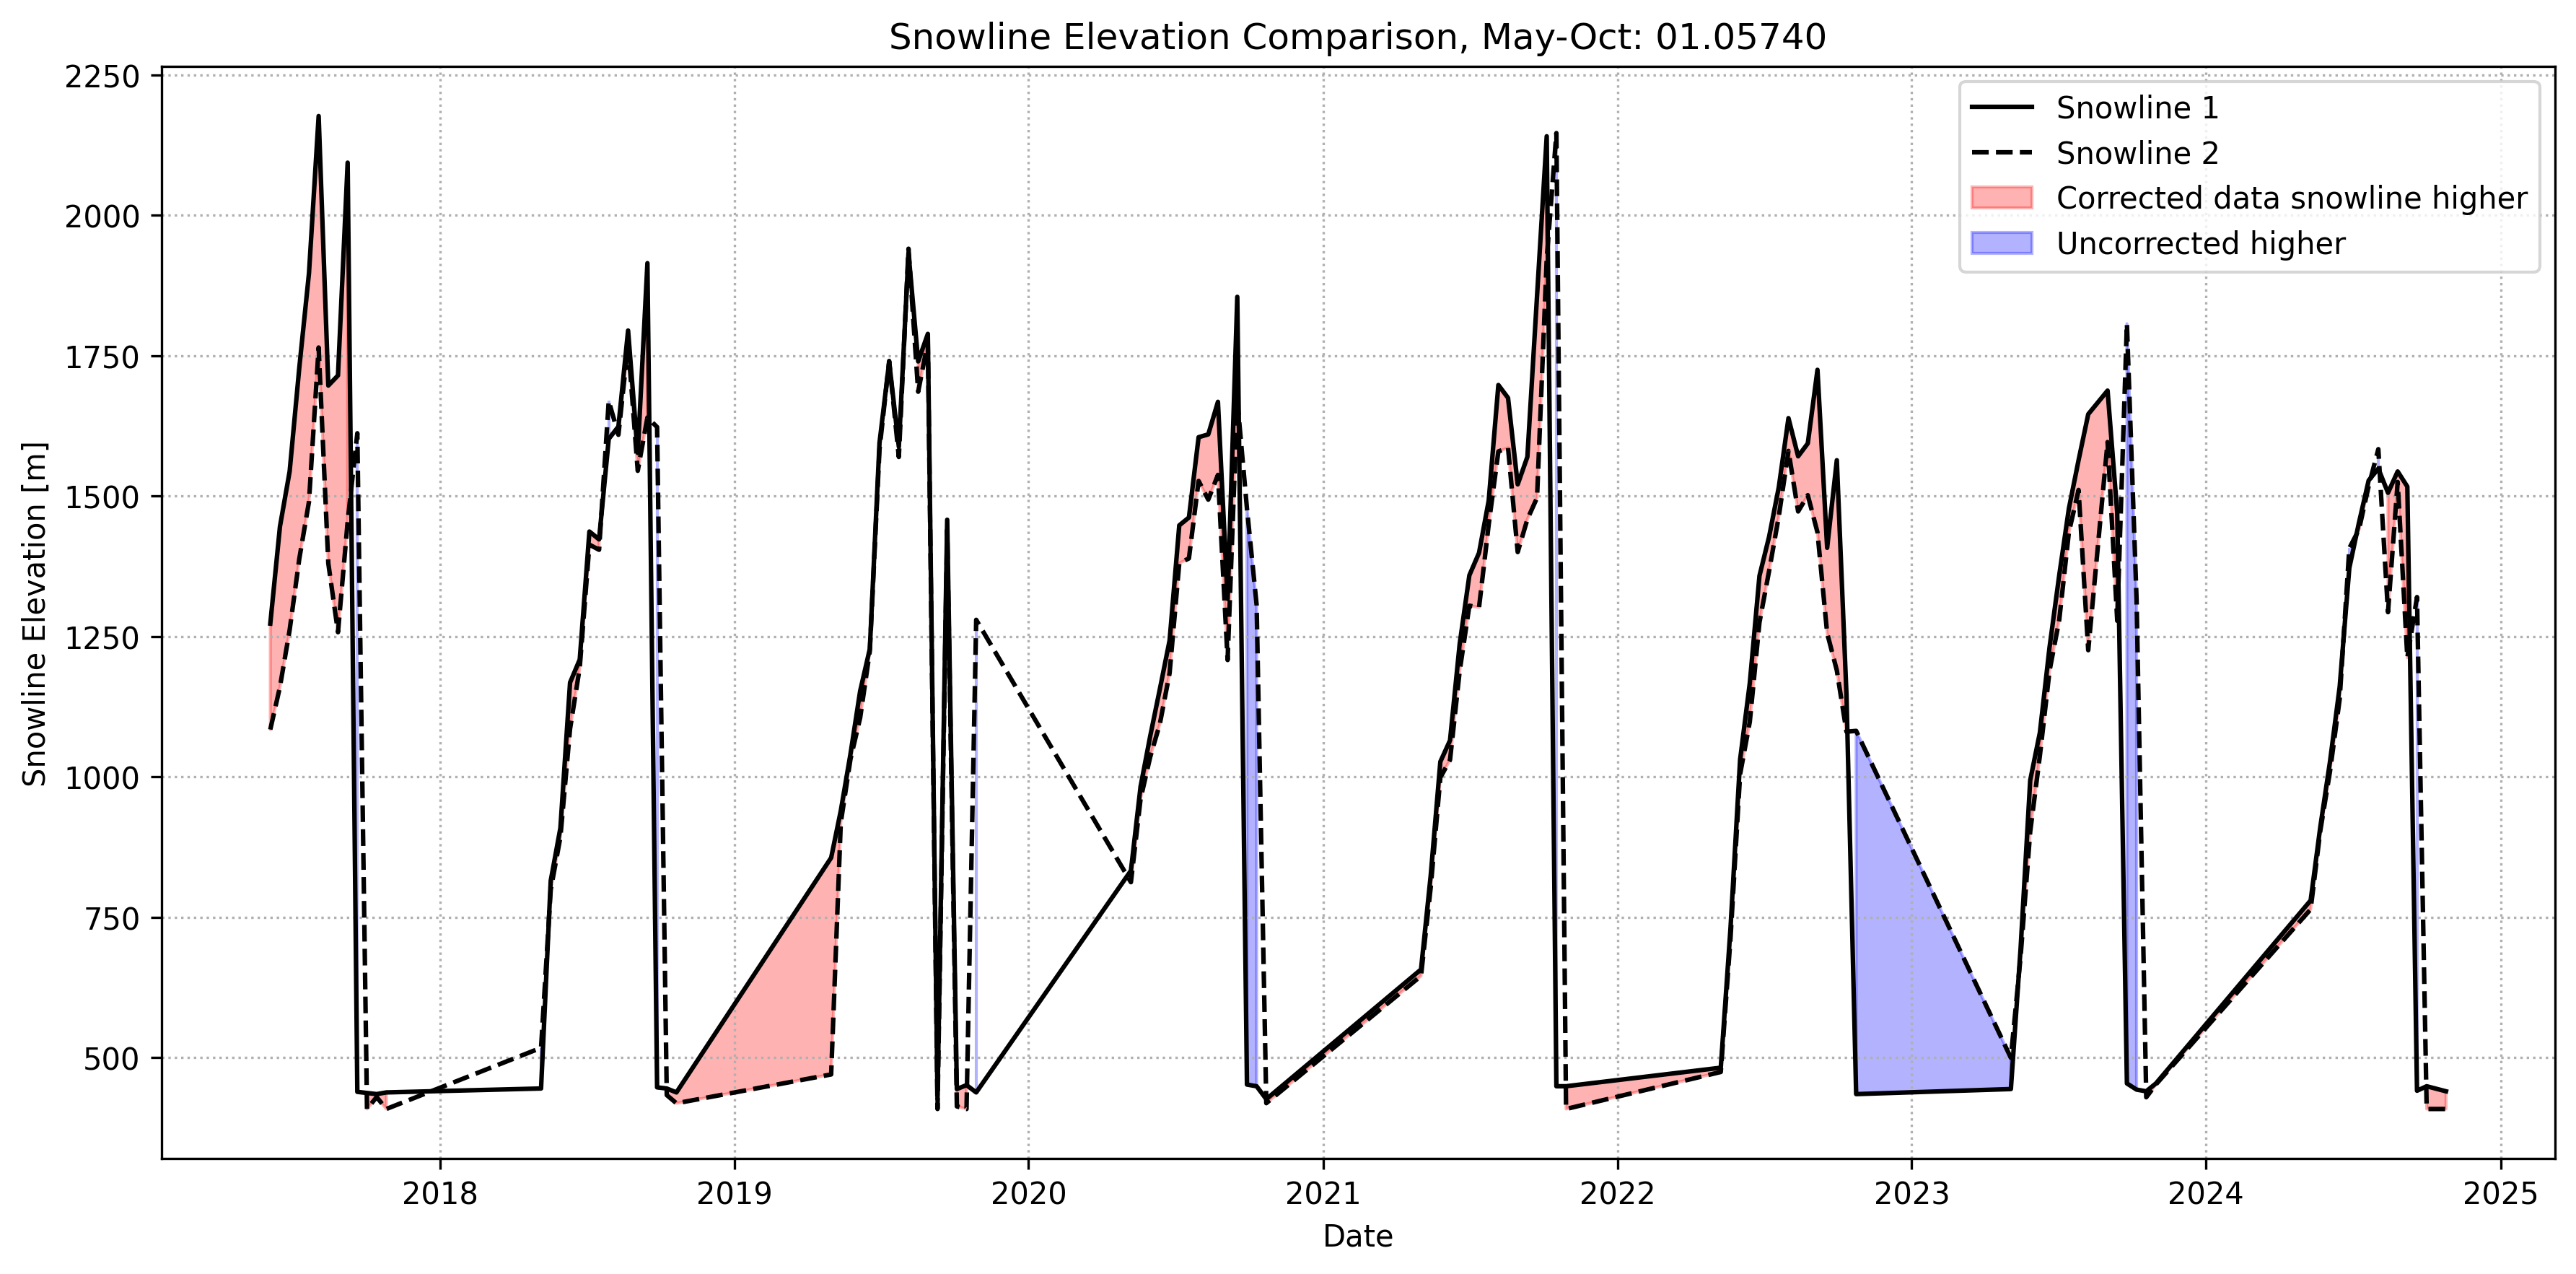 Snowline Elevation Comparison, May-Oct: 01.05740
Snowline 1
Snowline 2
Corrected data snowline higher
Uncorrected higher
Snowline Elevation [m]
2250
2000
1750
1500
1250
1000
750
500
2018 2019 2020 2021 2022 2023 2024 2025
Date